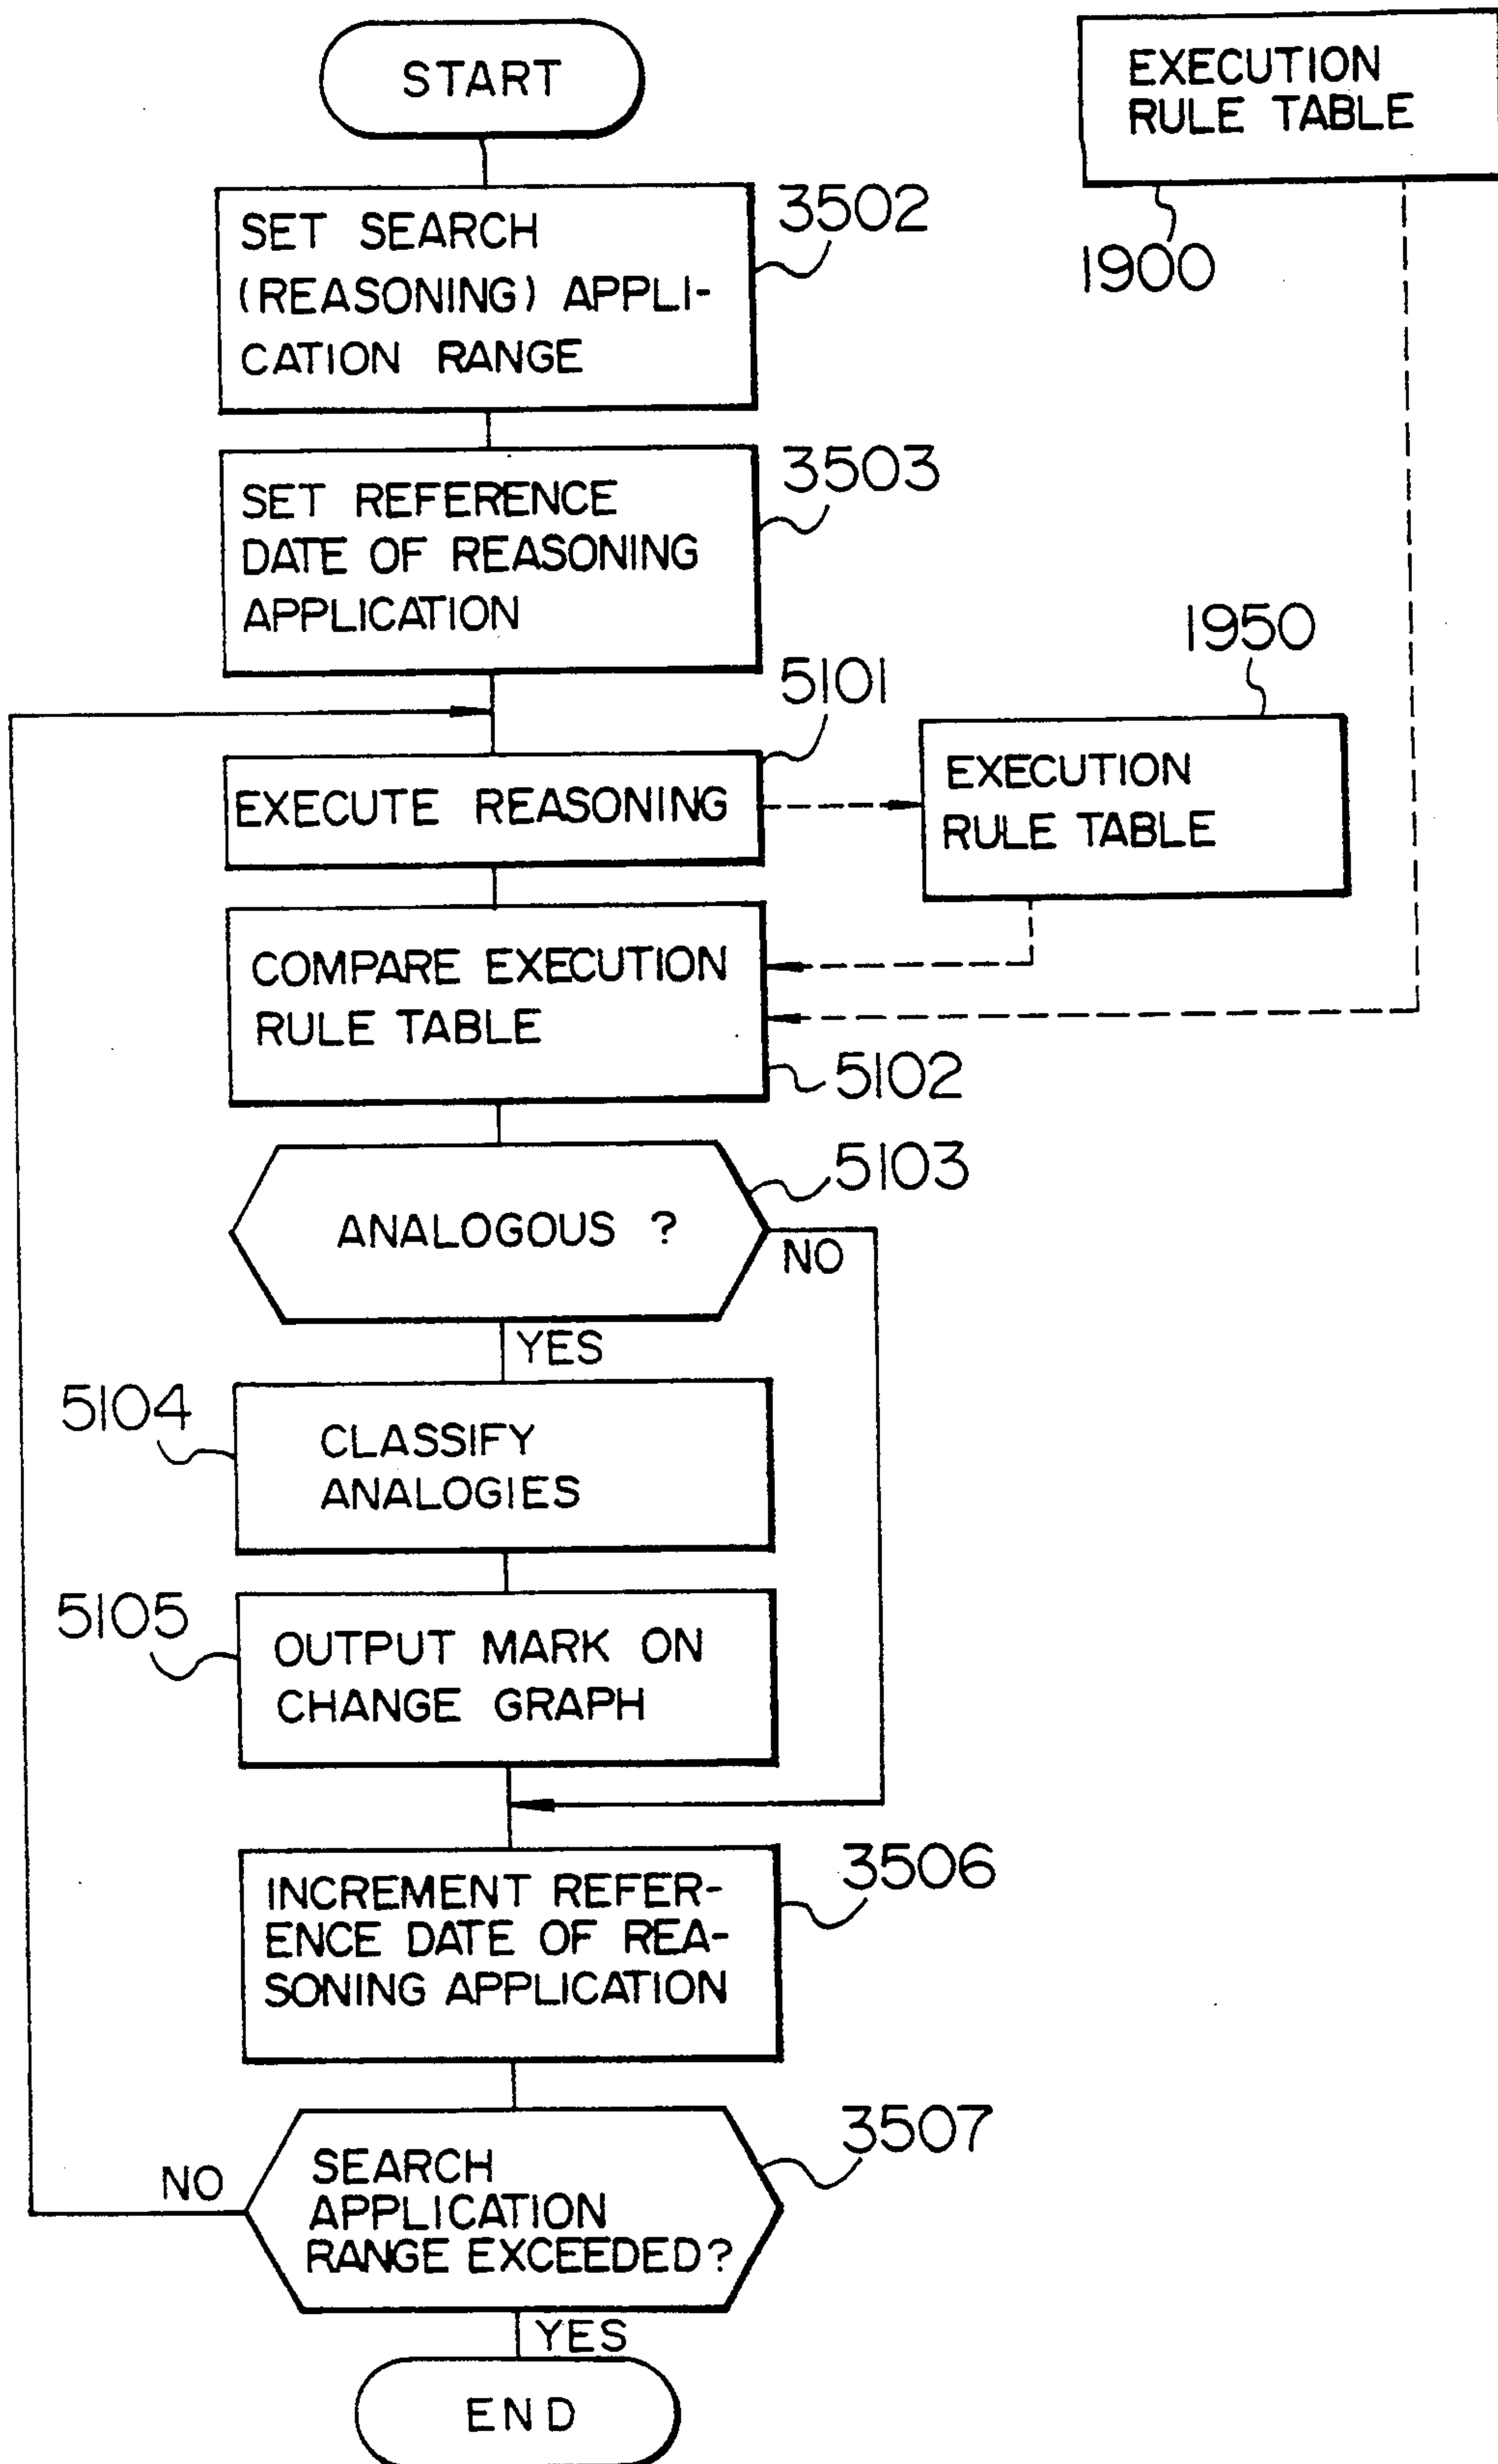 START
EXECUTION
RULE TABLE
1900
SET SEARCH
(REASONING) APPLI-
CATION RANGE
3502
SET REFERENCE
DATE OF REASONING
APPLICATION
3503
EXECUTE REASONING
5101
EXECUTION
RULE TABLE
1950
COMPARE EXECUTION
RULE TABLE
5102
ANALOGOUS ?
5103
NO
YES
CLASSIFY
ANALOGIES
5104
OUTPUT MARK ON
CHANGE GRAPH
5105
INCREMENT REFER-
ENCE DATE OF REA-
SONING APPLICATION
3506
SEARCH
APPLICATION
RANGE EXCEEDED?
3507
NO
YES
END